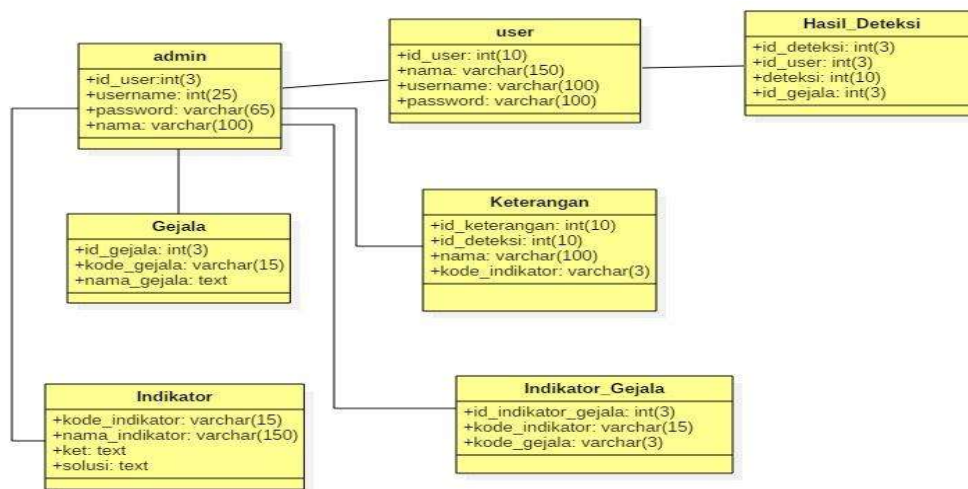 admin
+id_user:int(3)
+username: int(25)
+password: varchar(65)
+nama: varchar(100)
user
+id_user: int(10)
+nama: varchar(150)
+username: varchar(100)
+password: varchar(100)
Hasil_Deteksi
+id_deteksi: int(3)
+id_user: int(3)
+deteksi: int(10)
+id_gejala: int(3)
Gejala
+id_gejala: int(3)
+kode_gejala: varchar(15)
+nama_gejala: text
Keterangan
+id_keterangan: int(10)
+id_deteksi: int(10)
+nama: varchar(100)
+kode_indikator: varchar(3)
Indikator
+kode_indikator: varchar(15)
+nama_indikator: varchar(150)
+ket: text
+solusi: text
Indikator_Gejala
+id_indikator_gejala: int(3)
+kode_indikator: varchar(15)
+kode_gejala: varchar(3)